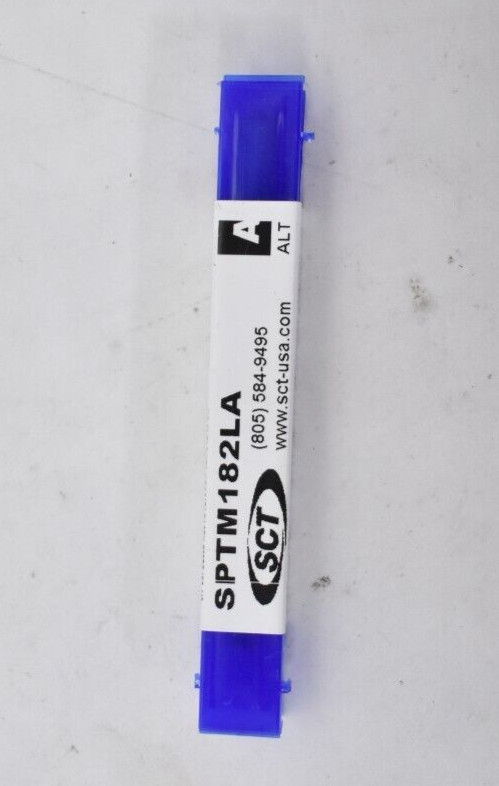 SPTM182LA
SCT
(805) 584-9495
www.sct-usa.com
A
ALT